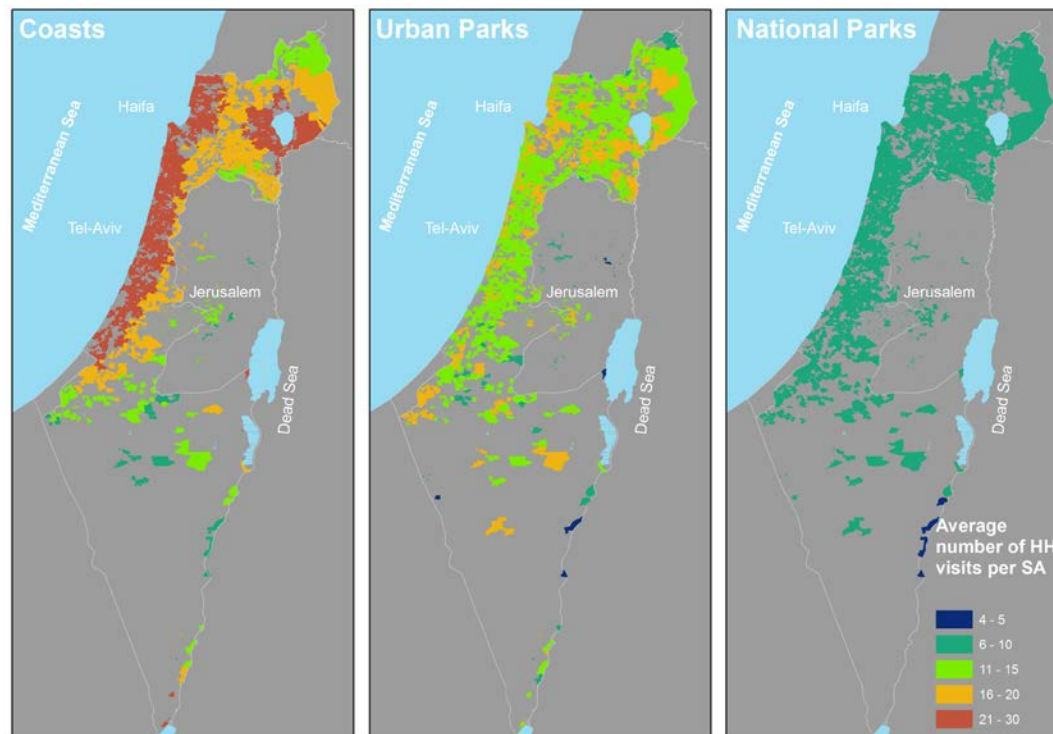 Coasts
Haifa
Mediterranean Sea
Tel-Aviv
Jerusalem
Dead Sea
Urban Parks
Haifa
Mediterranean Sea
Tel-Aviv
Jerusalem
Dead Sea
National Parks
Haifa
Mediterranean Sea
Tel-Aviv
Jerusalem
Dead Sea
Average
number of HH
visits per SA
4 - 5
6 - 10
11 - 15
16 - 20
21 - 30